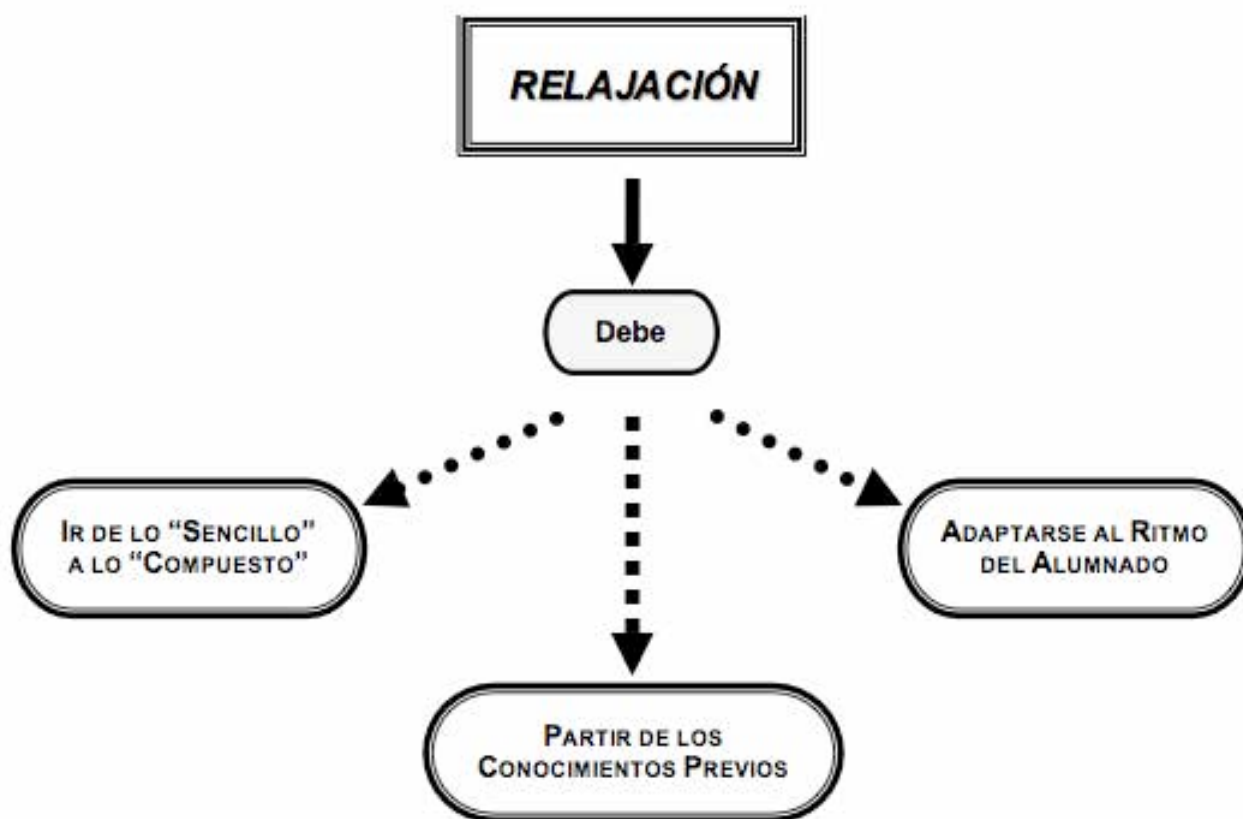 RELAJACIÓN
Debe
IR DE LO “SENCILLO”
A LO “COMPUESTO”
ADAPTARSE AL RITMO
DEL ALUMNADO
PARTIR DE LOS
CONOCIMIENTOS PREVIOS